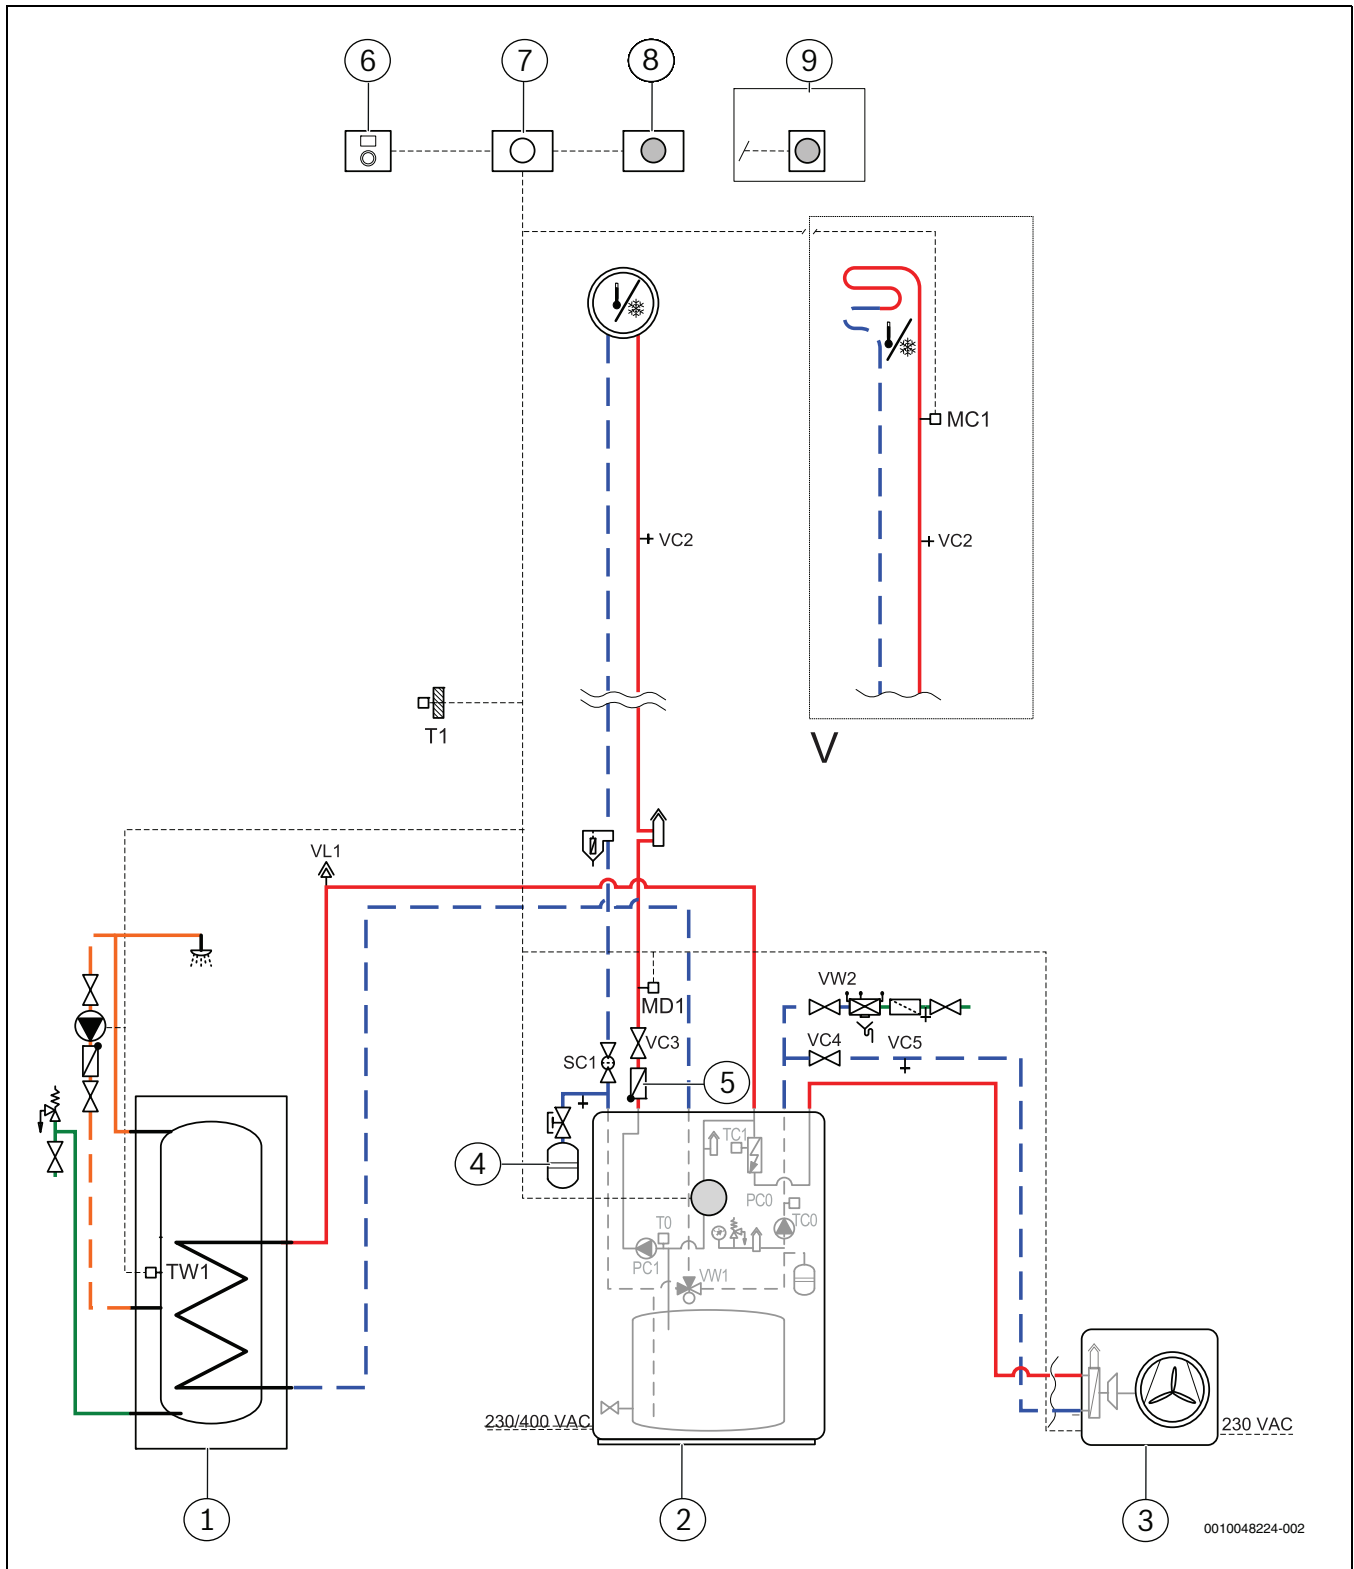 6
7
8
9
MC1
VC2
VC2
T1
V
VL1
MD1
VW2
VC3
VC4
VC5
SC1
5
4
TC1
PC0
T0
TC0
PC1
VW1
TW1
230/400 VAC
230 VAC
1
2
3
0010048224-002